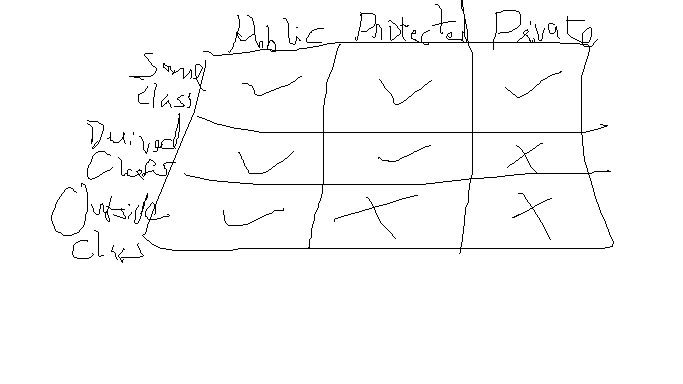 Public Protected Private
Same
Class
✓ ✓ ✓
Derived
Class
✓ ✓ X
Outside
Class
✓ X X